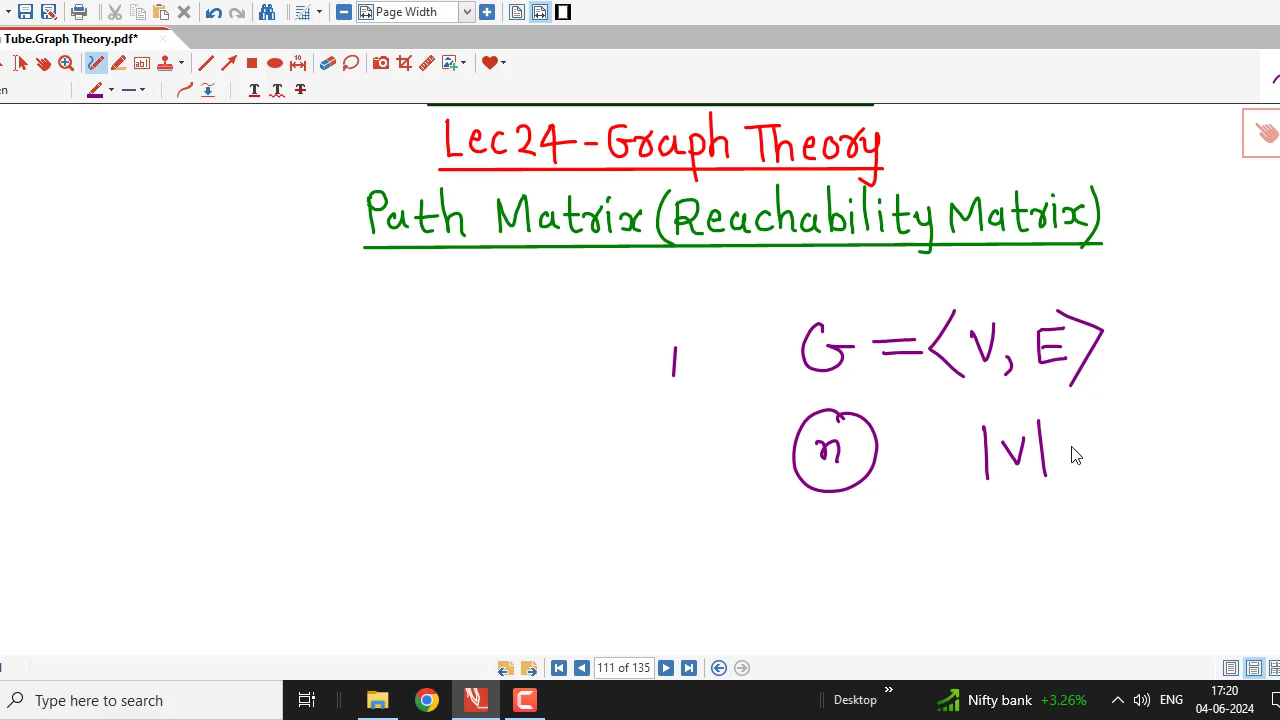 Page Width
Tube.Graph Theory.pdf*
Lec24-Graph Theory
Path Matrix (Reachability Matrix)
1 G = <V, E>
n |V|
111 of 135
Type here to search
Desktop
Nifty bank +3.26%
ENG
17:20
04-06-2024